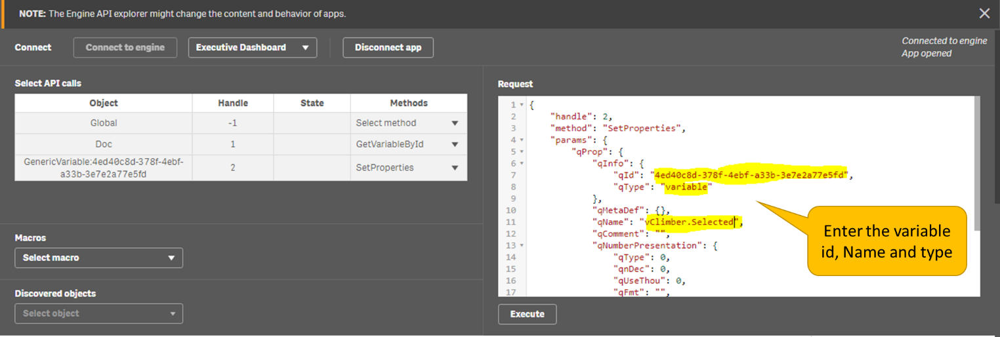 NOTE: The Engine API explorer might change the content and behavior of apps.
Connect
Connect to engine
Executive Dashboard
Disconnect app
Connected to engine
App opened
Select API calls
Object Handle State Methods
Global -1 Select method
Doc 1 GetVariableById
GenericVariable:4ed40c8d-378f-4ebf-
a33b-3e7e2a77e5fd
2 SetProperties
Macros
Select macro
Discovered objects
Select object
Request
1 {
2 "handle": 2,
3 "method": "SetProperties",
4 "params": {
5 "qProp": {
6 "qInfo": {
7 "qId": "4ed40c8d-378f-4ebf-a33b-3e7e2a77e5fd",
8 "qType": "variable"
9 },
10 "qMetaDef": {},
11 "qName": "vClimber.Selected",
12 "qComment": "",
13 "qNumberPresentation": {
14 "qType": 0,
15 "qnDec": 0,
16 "qUseThou": 0,
17 "qFmt": "",
Enter the variable
id, Name and type
Execute